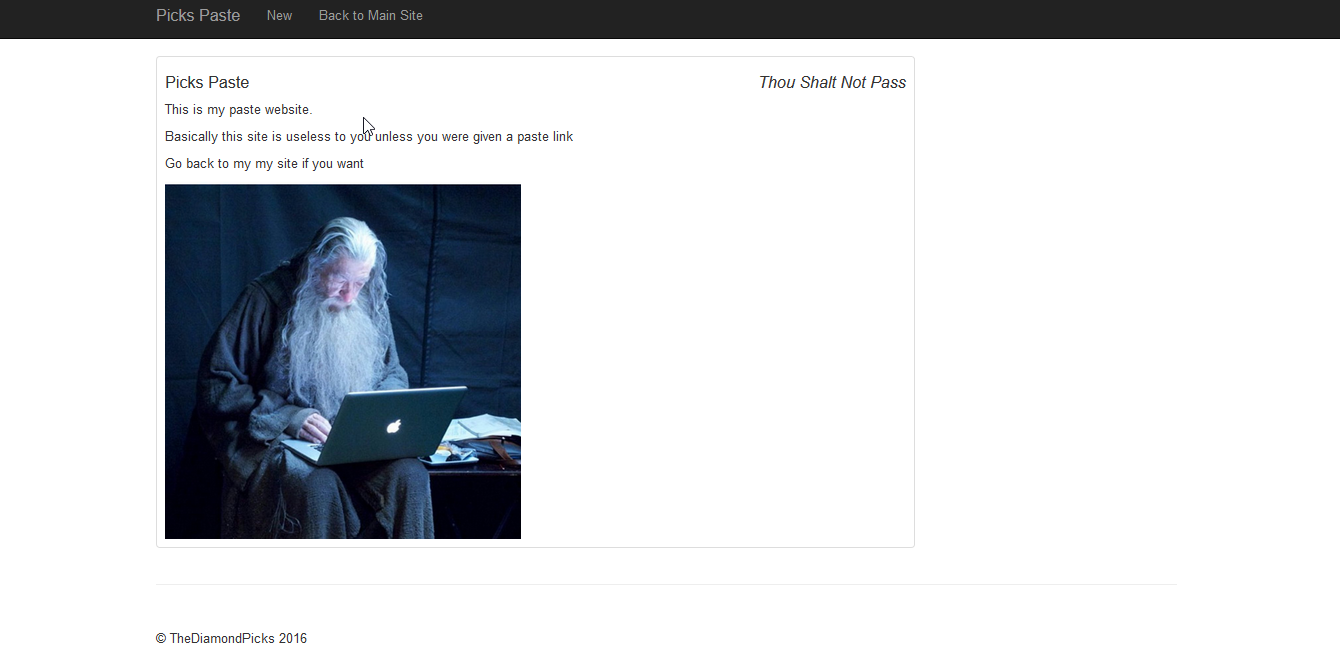 Picks Paste New Back to Main Site
Picks Paste Thou Shalt Not Pass
This is my paste website.
Basically this site is useless to you unless you were given a paste link
Go back to my my site if you want
© TheDiamondPicks 2016